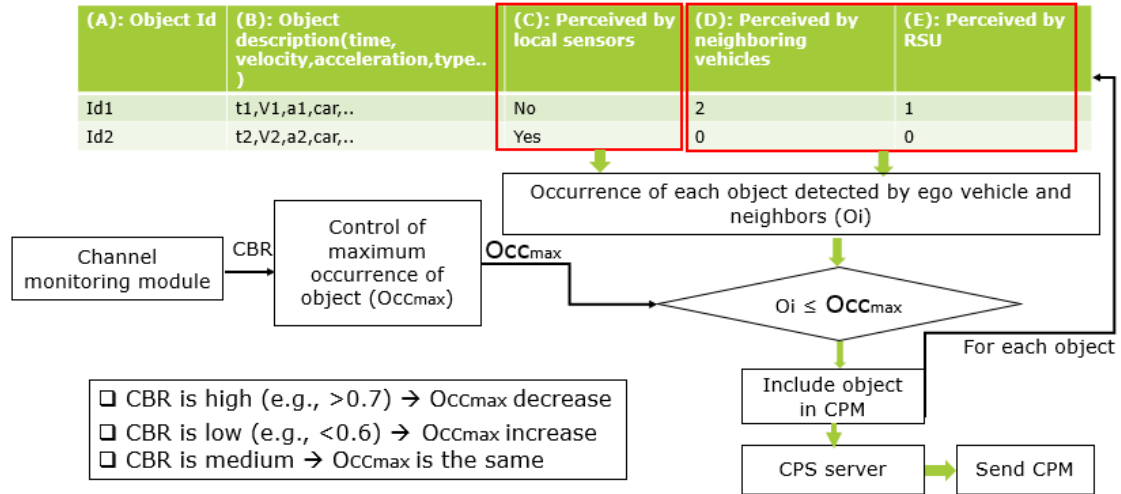 (A): Object Id
(B): Object
description(time,
velocity,acceleration,type..
)
(C): Perceived by
local sensors
(D): Perceived by
neighboring
vehicles
(E): Perceived by
RSU
Id1
t1,V1,a1,car,..
No
2
1
Id2
t2,V2,a2,car,..
Yes
0
0
Occurrence of each object detected by ego vehicle and
neighbors (Oi)
Channel
monitoring module
CBR
Control of
maximum
occurrence of
object (Occmax)
Occmax
Oi ≤ Occmax
For each object
Include object
in CPM
❑ CBR is high (e.g., >0.7) → Occmax decrease
❑ CBR is low (e.g., <0.6) → Occmax increase
❑ CBR is medium → Occmax is the same
CPS server
Send CPM